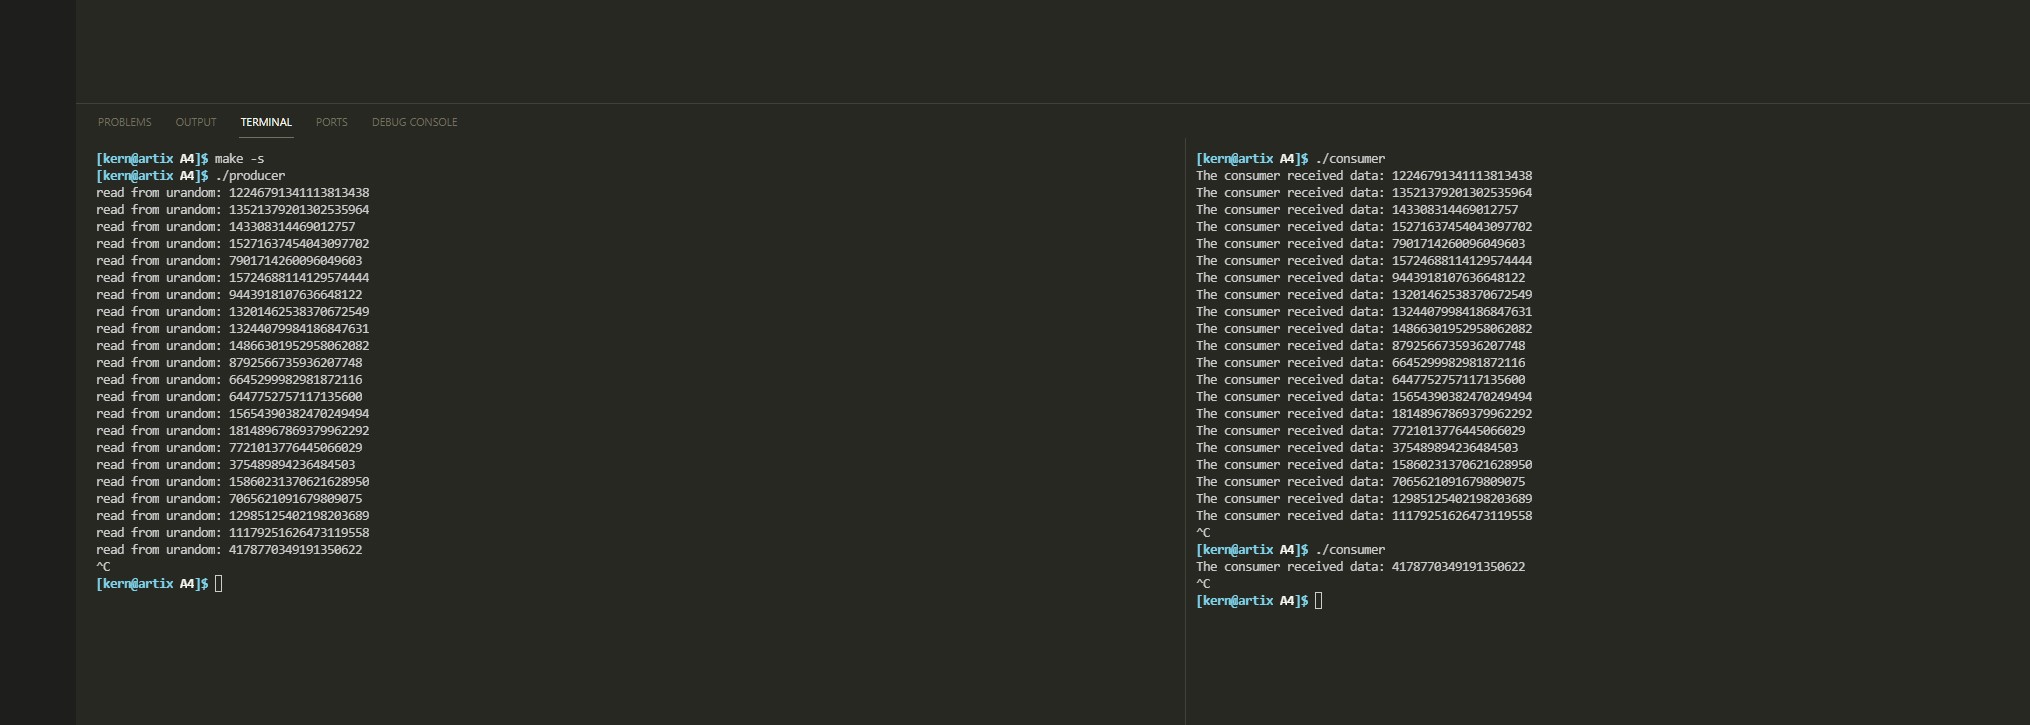 PROBLEMS OUTPUT TERMINAL PORTS DEBUG CONSOLE
[kern@artix A4]$ make -s
[kern@artix A4]$ ./producer
read from urandom: 12246791341113813438
read from urandom: 13521379201302535964
read from urandom: 143308314469012757
read from urandom: 15271637454043097702
read from urandom: 7901714260096049603
read from urandom: 15724688114129574444
read from urandom: 9443918107636648122
read from urandom: 13201462538370672549
read from urandom: 13244079984186847631
read from urandom: 14866301952958062082
read from urandom: 8792566735936207748
read from urandom: 6645299982981872116
read from urandom: 6447752757117135600
read from urandom: 15654390382470249494
read from urandom: 18148967869379962292
read from urandom: 7721013776445066029
read from urandom: 375489894236484503
read from urandom: 15860231370621628950
read from urandom: 7065621091679809075
read from urandom: 12985125402198203689
read from urandom: 11179251626473119558
read from urandom: 4178770349191350622
^C
[kern@artix A4]$
[kern@artix A4]$ ./consumer
The consumer received data: 12246791341113813438
The consumer received data: 13521379201302535964
The consumer received data: 143308314469012757
The consumer received data: 15271637454043097702
The consumer received data: 7901714260096049603
The consumer received data: 15724688114129574444
The consumer received data: 9443918107636648122
The consumer received data: 13201462538370672549
The consumer received data: 13244079984186847631
The consumer received data: 14866301952958062082
The consumer received data: 8792566735936207748
The consumer received data: 6645299982981872116
The consumer received data: 6447752757117135600
The consumer received data: 15654390382470249494
The consumer received data: 18148967869379962292
The consumer received data: 7721013776445066029
The consumer received data: 375489894236484503
The consumer received data: 15860231370621628950
The consumer received data: 7065621091679809075
The consumer received data: 12985125402198203689
The consumer received data: 11179251626473119558
^C
[kern@artix A4]$ ./consumer
The consumer received data: 4178770349191350622
^C
[kern@artix A4]$